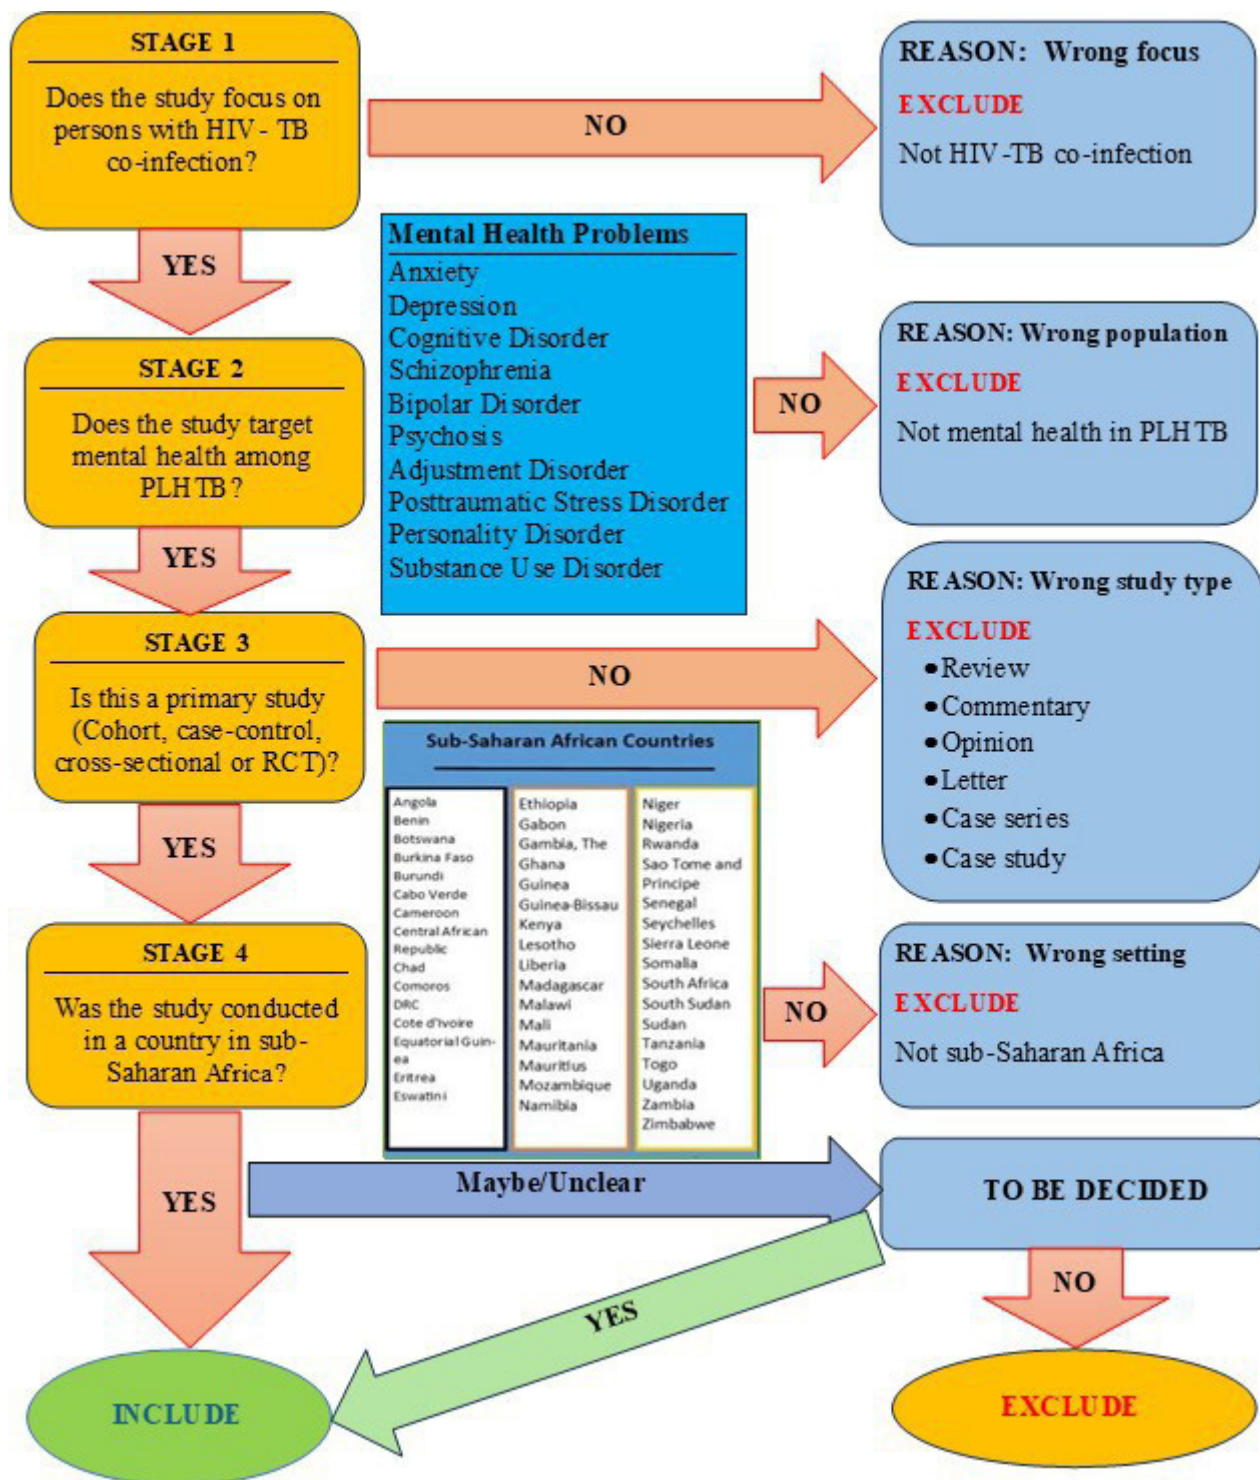 STAGE 1
Does the study focus on
persons with HIV - TB
co-infection?
NO
REASON: Wrong focus
EXCLUDE
Not HIV-TB co-infection
YES
Mental Health Problems
Anxiety
Depression
Cognitive Disorder
Schizophrenia
Bipolar Disorder
Psychosis
Adjustment Disorder
Posttraumatic Stress Disorder
Personality Disorder
Substance Use Disorder
STAGE 2
Does the study target
mental health among
PLHTB?
NO
REASON: Wrong population
EXCLUDE
Not mental health in PLHTB
YES
STAGE 3
Is this a primary study
(Cohort, case-control,
cross-sectional or RCT)?
NO
REASON: Wrong study type
EXCLUDE
• Review
• Commentary
• Opinion
• Letter
• Case series
• Case study
YES
Sub-Saharan African Countries
Angola
Benin
Botswana
Burkina Faso
Burundi
Cabo Verde
Cameroon
Central African
Republic
Chad
Comoros
DRC
Cote d'Ivoire
Equatorial Guin-
ea
Eritrea
Eswatini
Ethiopia
Gabon
Gambia, The
Ghana
Guinea
Guinea-Bissau
Kenya
Lesotho
Liberia
Madagascar
Malawi
Mali
Mauritania
Mauritius
Mozambique
Namibia
Niger
Nigeria
Rwanda
Sao Tome and
Principe
Senegal
Seychelles
Sierra Leone
Somalia
South Africa
South Sudan
Sudan
Tanzania
Togo
Uganda
Zambia
Zimbabwe
STAGE 4
Was the study conducted
in a country in sub-
Saharan Africa?
NO
REASON: Wrong setting
EXCLUDE
Not sub-Saharan Africa
YES
Maybe/Unclear
TO BE DECIDED
YES
NO
INCLUDE
EXCLUDE